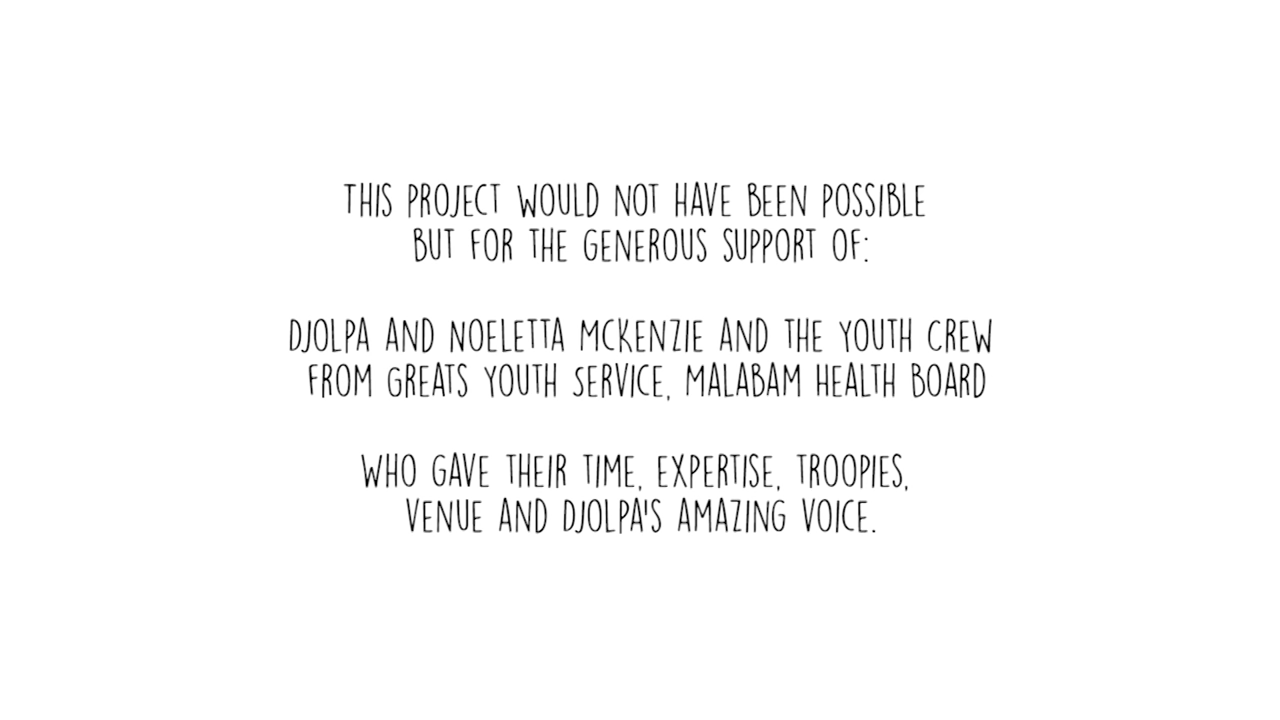 THIS PROJECT WOULD NOT HAVE BEEN POSSIBLE
BUT FOR THE GENEROUS SUPPORT OF:
DJOLPA AND NOELETTA MCKENZIE AND THE YOUTH CREW
FROM GREATS YOUTH SERVICE, MALABAM HEALTH BOARD
WHO GAVE THEIR TIME, EXPERTISE, TROOPIES,
VENUE AND DJOLPA'S AMAZING VOICE.